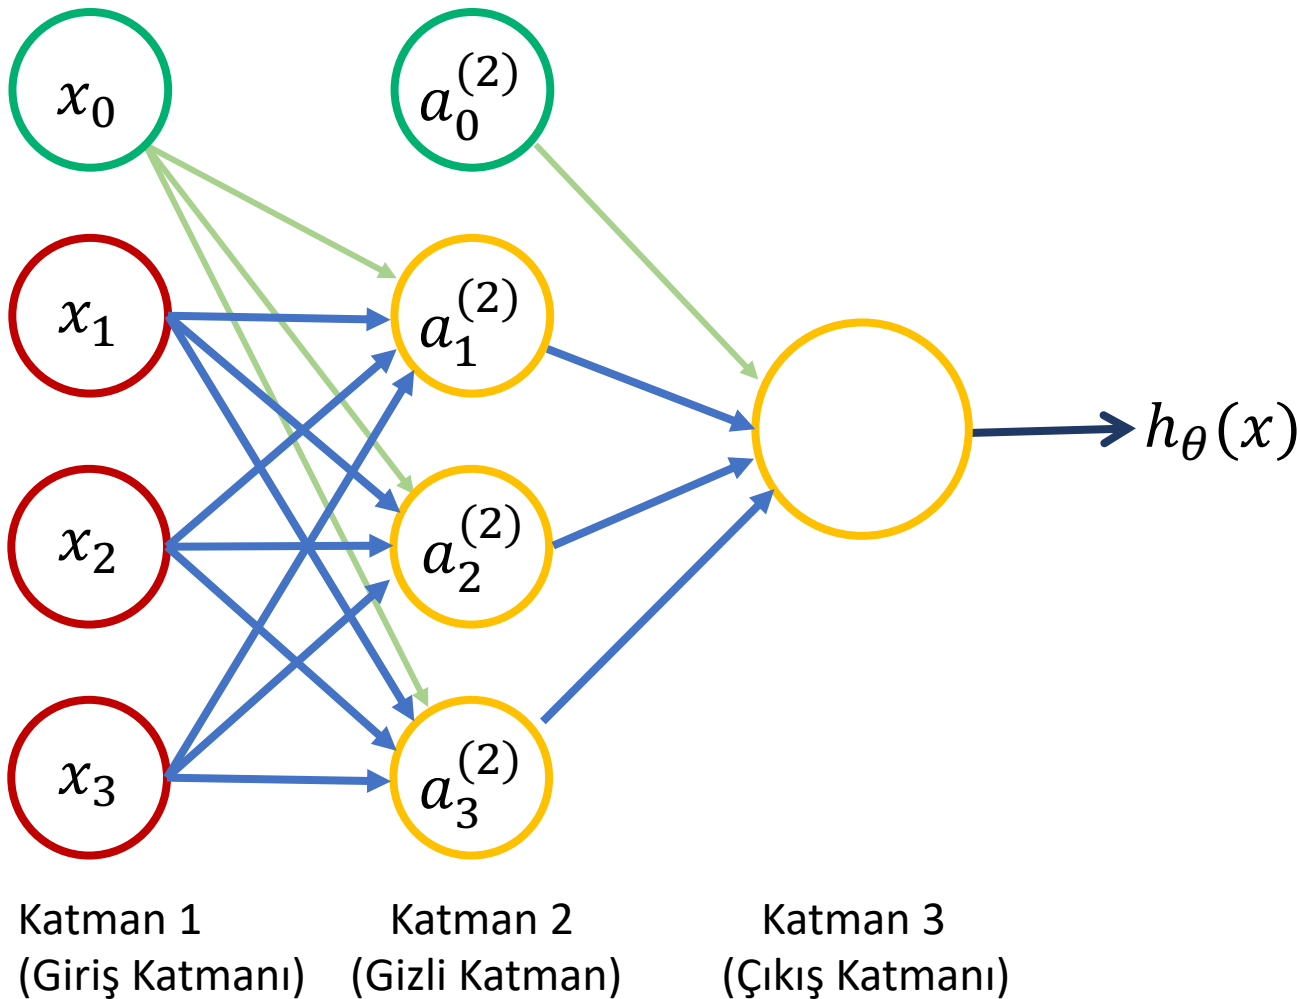 x₀
a₀⁽²⁾
x₁
a₁⁽²⁾
x₂
a₂⁽²⁾
x₃
a₃⁽²⁾
h_θ(x)
Katman 1
(Giriş Katmanı)
Katman 2
(Gizli Katman)
Katman 3
(Çıkış Katmanı)